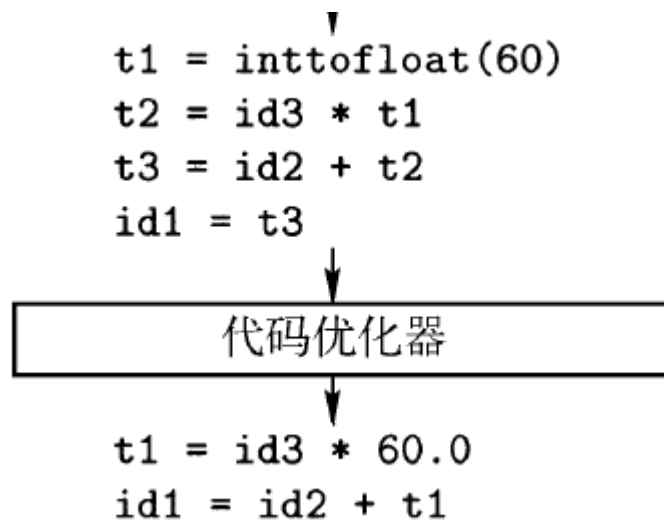 t1 = inttofloat(60)
t2 = id3 * t1
t3 = id2 + t2
id1 = t3
代码优化器
t1 = id3 * 60.0
id1 = id2 + t1